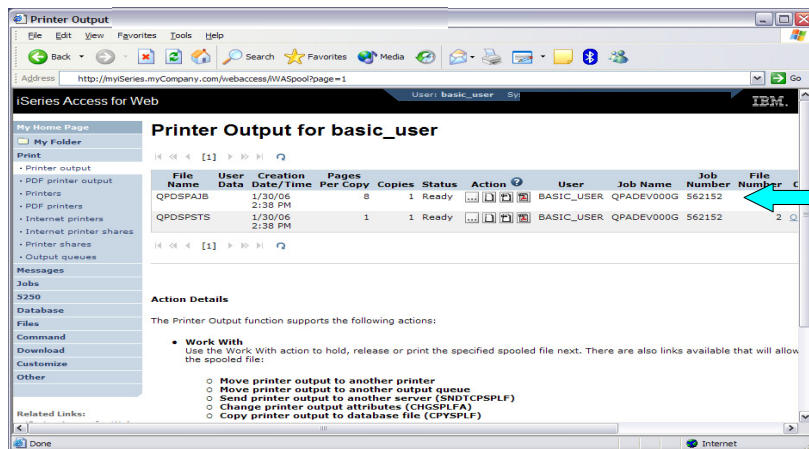 Printer Output
File Edit View Favorites Tools Help
Back Search Favorites Media
Address http://myiSeries.myCompany.com/webaccess/iWASpool?page=1 Go
User: basic_user Sy
iSeries Access for Web
IBM.
My Home Page
My Folder
Print
• Printer output
• PDF printer output
• Printers
• PDF printers
• Internet printers
• Internet printer shares
• Printer shares
• Output queues
Messages
Jobs
5250
Database
Files
Command
Download
Customize
Other
Related Links:
Printer Output for basic_user
[1]
File Name User Data Creation Date/Time Pages Per Copy Copies Status Action ? User Job Name Job Number File Number
QPDSPAJB 1/30/06 2:38 PM 8 1 Ready ... BASIC_USER QPADEV000G 562152
QPDSPSTS 1/30/06 2:38 PM 1 1 Ready ... BASIC_USER QPADEV000G 562152 2
[1]
Action Details
The Printer Output function supports the following actions:
• Work With
Use the Work With action to hold, release or print the specified spooled file next. There are also links available that will allow
the spooled file:
○ Move printer output to another printer
○ Move printer output to another output queue
○ Send printer output to another server (SNDTCPSPLF)
○ Change printer output attributes (CHGSPLFA)
○ Copy printer output to database file (CPYSPLF)
Done Internet